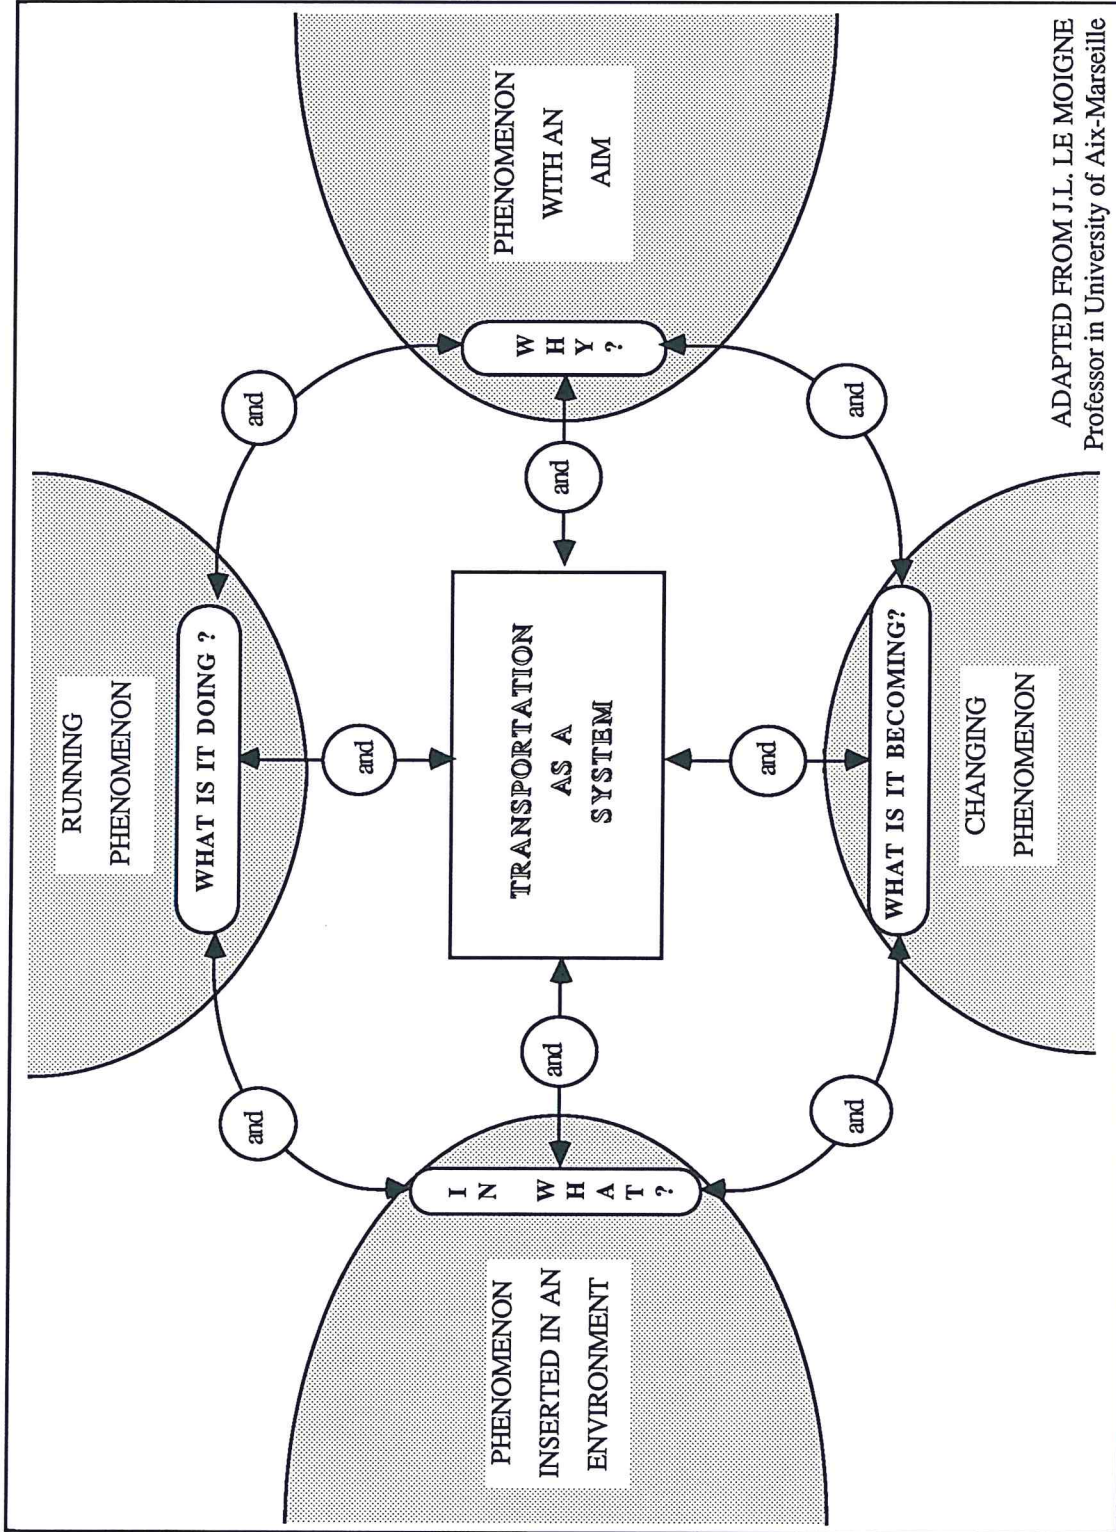 RUNNING
PHENOMENON
WHAT IS IT DOING ?
and
and
and
PHENOMENON
INSERTED IN AN
ENVIRONMENT
IN WHAT?
and
TRANSPORTATION
AS A
SYSTEM
and
WHY?
PHENOMENON
WITH AN
AIM
and
and
and
WHAT IS IT BECOMING?
CHANGING
PHENOMENON
ADAPTED FROM J.L. LE MOIGNE
Professor in University of Aix-Marseille